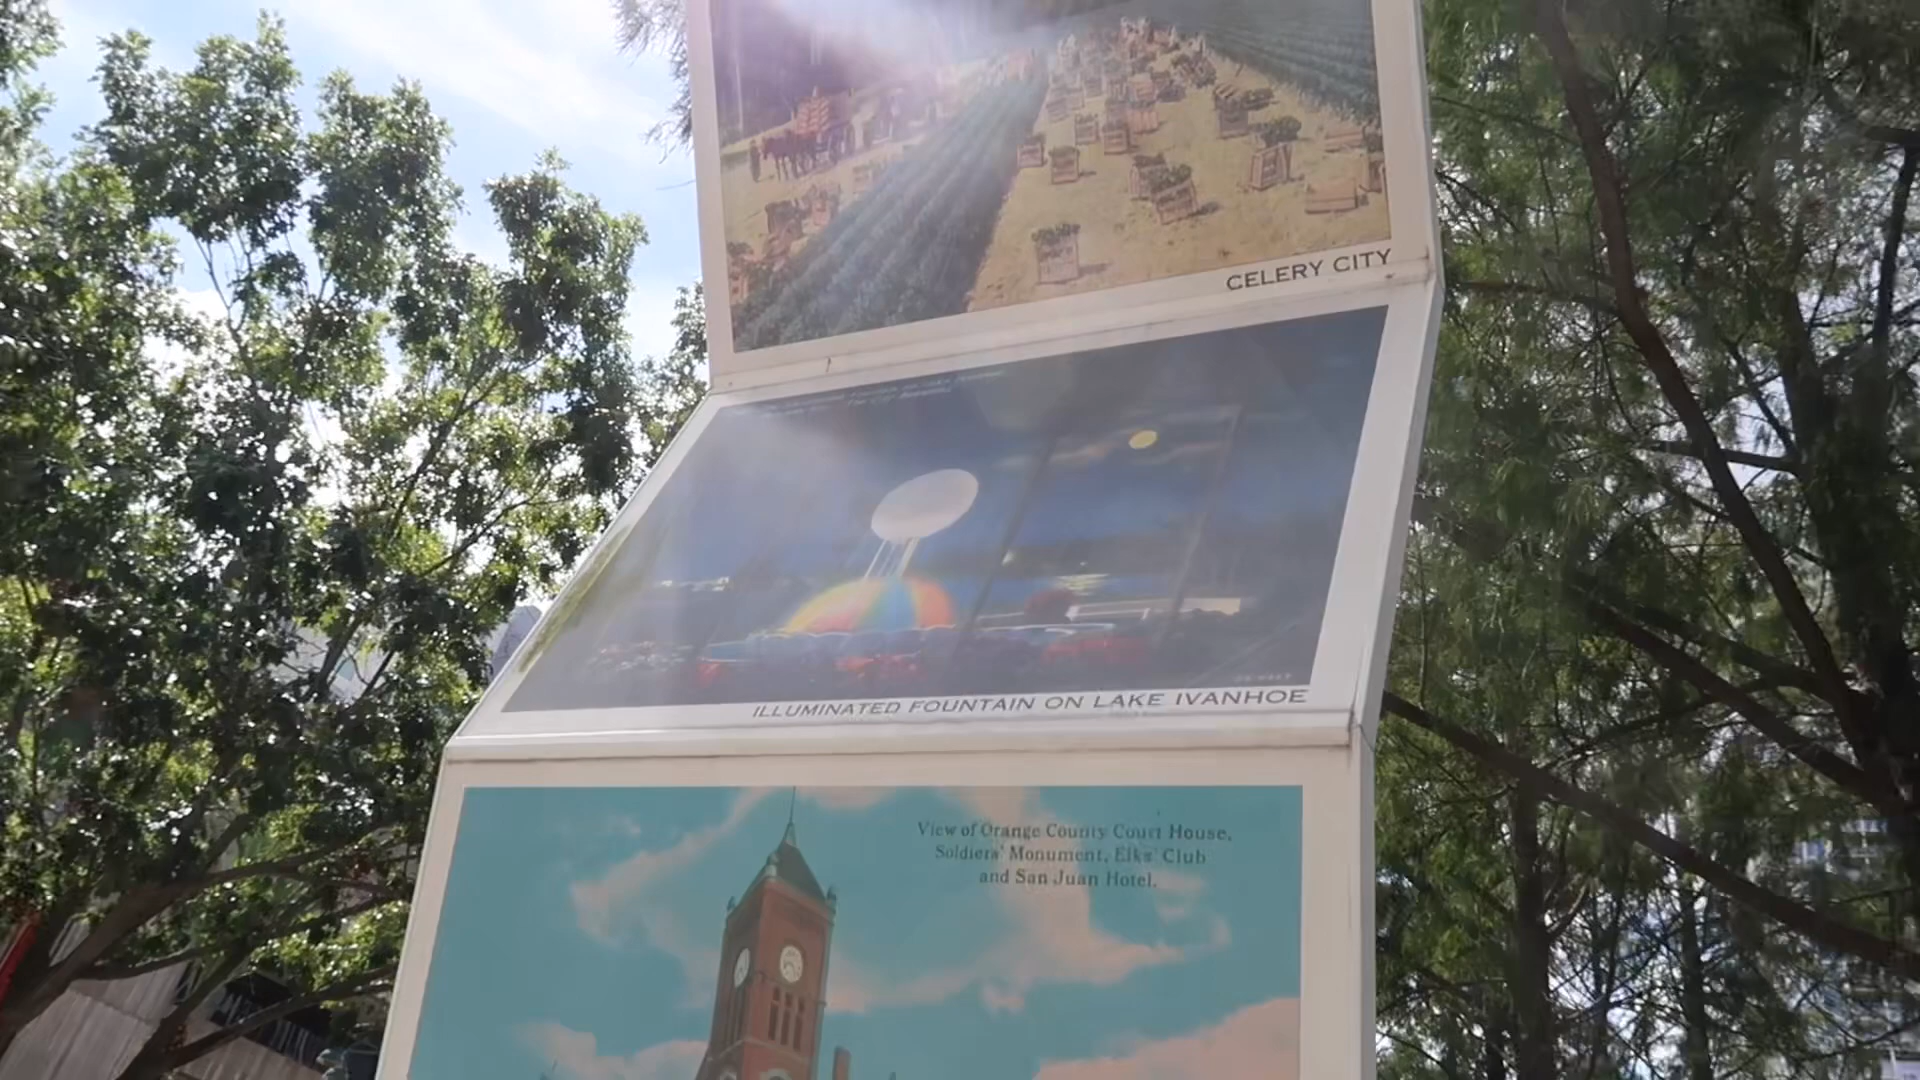 CELERY CITY
ILLUMINATED FOUNTAIN ON LAKE IVANHOE
View of Orange County Court House,
Soldiers' Monument, Elks' Club
and San Juan Hotel.